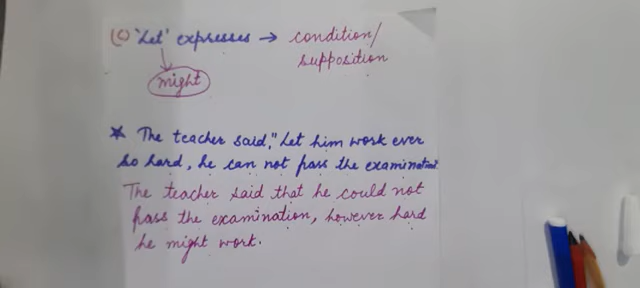 (c) 'Let' expresses → condition/
supposition
might
* The teacher said, "Let him work ever
so hard, he can not pass the examination."
The teacher said that he could not
pass the examination, however hard
he might work.